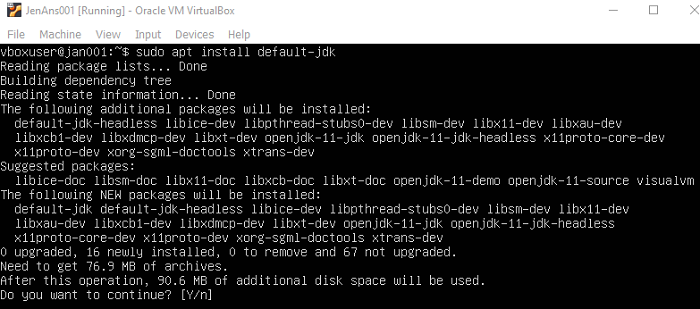 JenAns001 [Running] - Oracle VM VirtualBox
File Machine View Input Devices Help
vboxuser@jan001:~$ sudo apt install default-jdk
Reading package lists... Done
Building dependency tree
Reading state information... Done
The following additional packages will be installed:
default-jdk-headless libice-dev libpthread-stubs0-dev libsm-dev libx11-dev libxau-dev
libxcb1-dev libxdmcp-dev libxt-dev openjdk-11-jdk openjdk-11-jdk-headless x11proto-core-dev
x11proto-dev xorg-sgml-doctools xtrans-dev
Suggested packages:
libice-doc libsm-doc libx11-doc libxcb-doc libxt-doc openjdk-11-demo openjdk-11-source visualvm
The following NEW packages will be installed:
default-jdk default-jdk-headless libice-dev libpthread-stubs0-dev libsm-dev libx11-dev
libxau-dev libxcb1-dev libxdmcp-dev libxt-dev openjdk-11-jdk openjdk-11-jdk-headless
x11proto-core-dev x11proto-dev xorg-sgml-doctools xtrans-dev
0 upgraded, 16 newly installed, 0 to remove and 67 not upgraded.
Need to get 76.9 MB of archives.
After this operation, 90.6 MB of additional disk space will be used.
Do you want to continue? [Y/n]